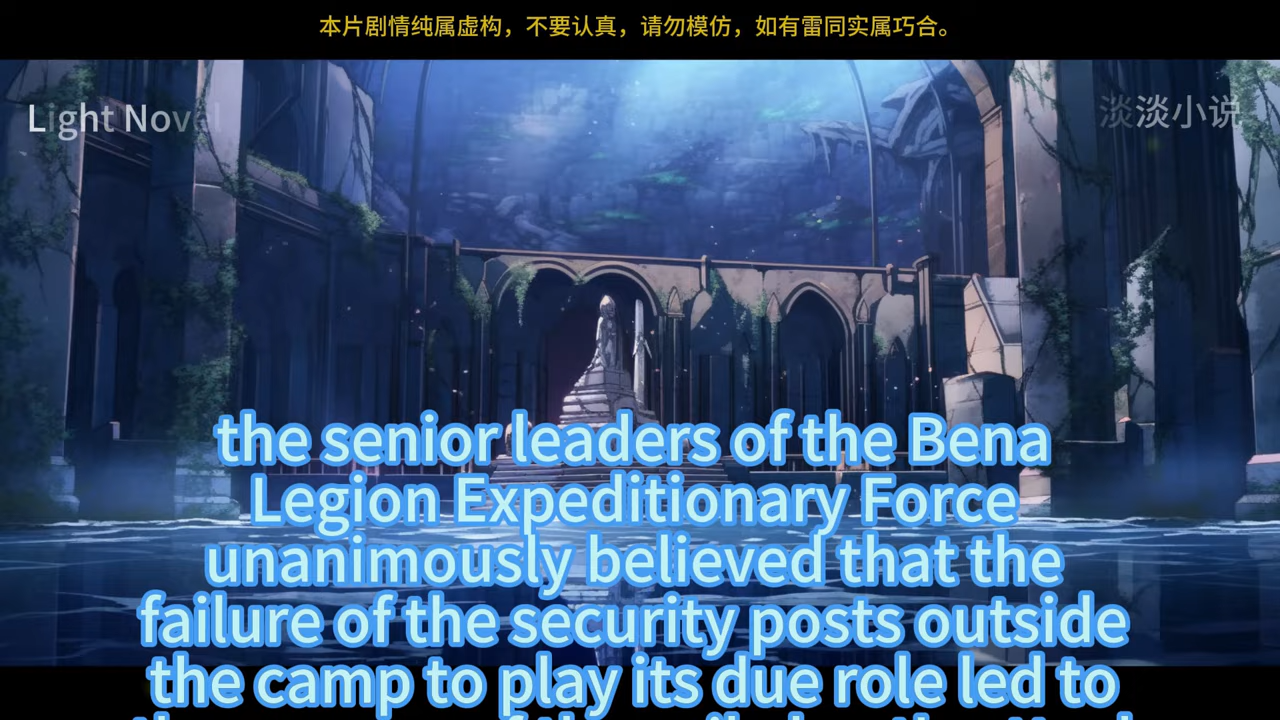 本片剧情纯属虚构，不要认真，请勿模仿，如有雷同实属巧合。
Light Novel
淡淡小说
the senior leaders of the Bena
Legion Expeditionary Force
unanimously believed that the
failure of the security posts outside
the camp to play its due role led to